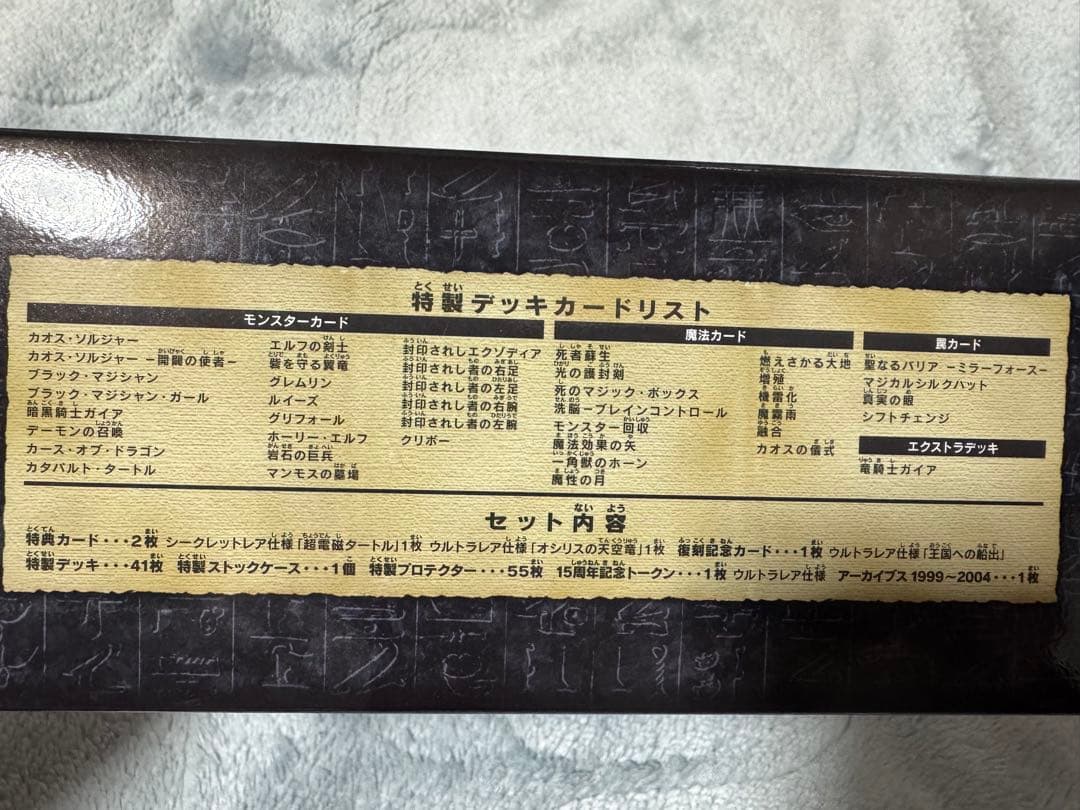 特製デッキカードリスト
モンスターカード
カオス・ソルジャー
カオス・ソルジャー －開闢の使者－
ブラック・マジシャン
ブラック・マジシャン・ガール
暗黒騎士ガイア
デーモンの召喚
カース・オブ・ドラゴン
カタパルト・タートル
エルフの剣士
砦を守る翼竜
グレムリン
ルイーズ
グリフォール
ホーリー・エルフ
岩石の巨兵
マンモスの墓場
封印されしエクゾディア
封印されし者の右足
封印されし者の左足
封印されし者の右腕
封印されし者の左腕
クリボー
魔法カード
死者蘇生
光の護封剣
死のマジック・ボックス
洗脳－ブレインコントロール
モンスター回収
魔法効果の矢
一角獣のホーン
魔性の月
燃えさかる大地
増殖
機雷化
魔霧雨
融合
カオスの儀式
罠カード
聖なるバリア －ミラーフォース－
マジカルシルクハット
真実の眼
シフトチェンジ
エクストラデッキ
竜騎士ガイア
セット内容
特典カード・・・2枚 シークレットレア仕様「超電磁タートル」1枚 ウルトラレア仕様「オシリスの天空竜」1枚 復刻記念カード・・・1枚 ウルトラレア仕様「王国への船出」
特製デッキ・・・41枚 特製ストックケース・・・1個 特製プロテクター・・・55枚 15周年記念トークン・・・1枚 ウルトラレア仕様 アーカイブス 1999～2004・・・1枚